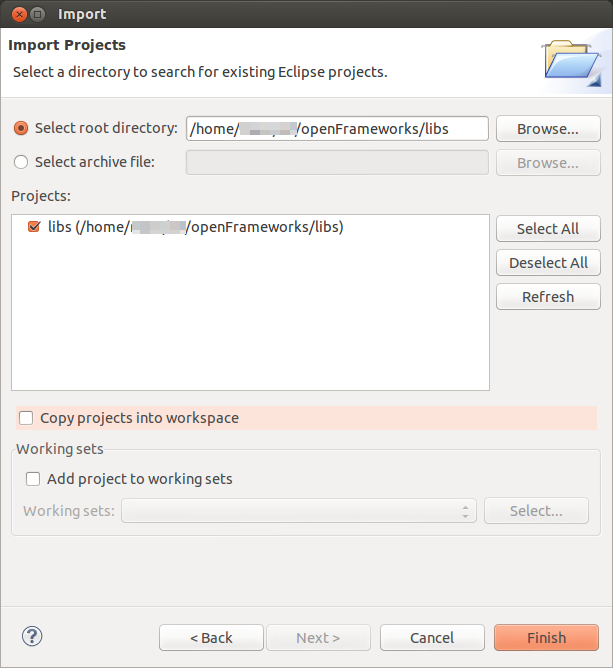 Import
Import Projects
Select a directory to search for existing Eclipse projects.
Select root directory: /home/ /openFrameworks/libs Browse...
Select archive file: Browse...
Projects:
libs (/home/ /openFrameworks/libs) Select All
Deselect All
Refresh
Copy projects into workspace
Working sets
Add project to working sets
Working sets: Select...
? < Back Next > Cancel Finish